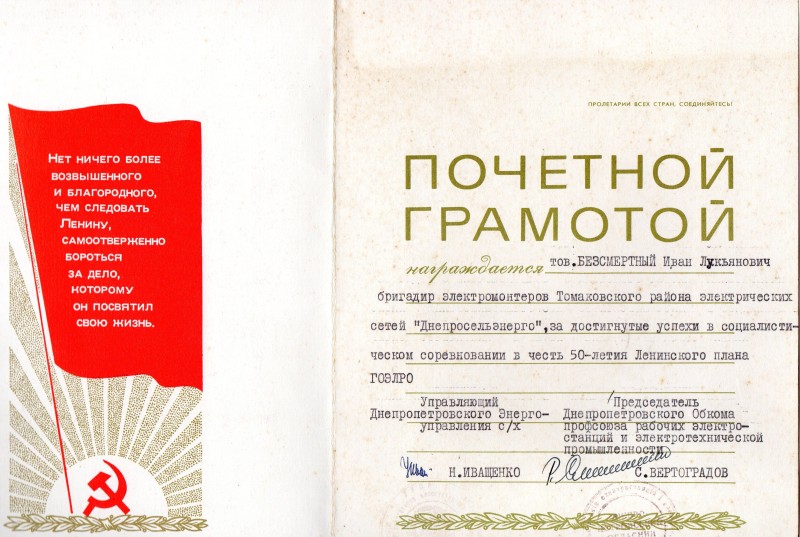 Нет ничего более
возвышенного
и благородного,
чем следовать
Ленину,
самоотверженно
бороться
за дело,
которому
он посвятил
свою жизнь.
ПРОЛЕТАРИИ ВСЕХ СТРАН, СОЕДИНЯЙТЕСЬ!
ПОЧЕТНОЙ
ГРАМОТОЙ
награждается тов.БЕЗСМЕРТНЫЙ Иван Лукьянович
бригадир электромонтеров Томаковского района электрических
сетей "Днепросельэнерго",за достигнутые успехи в социалисти-
ческом соревновании в честь 50-летия Ленинского плана
ГОЭЛРО
Управляющий
Днепропетровского Энерго-
управления с/х
Н.ИВАЩЕНКО
Председатель
Днепропетровского Обкома
профсоюза рабочих электро-
станций и электротехнической
промышленности
С.ВЕРТОГРАДОВ